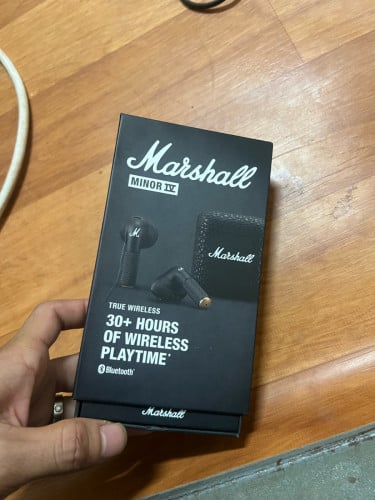 Marshall
MINOR IV
Marshall
TRUE WIRELESS
30+ HOURS
OF WIRELESS
PLAYTIME*
Bluetooth®
Marshall